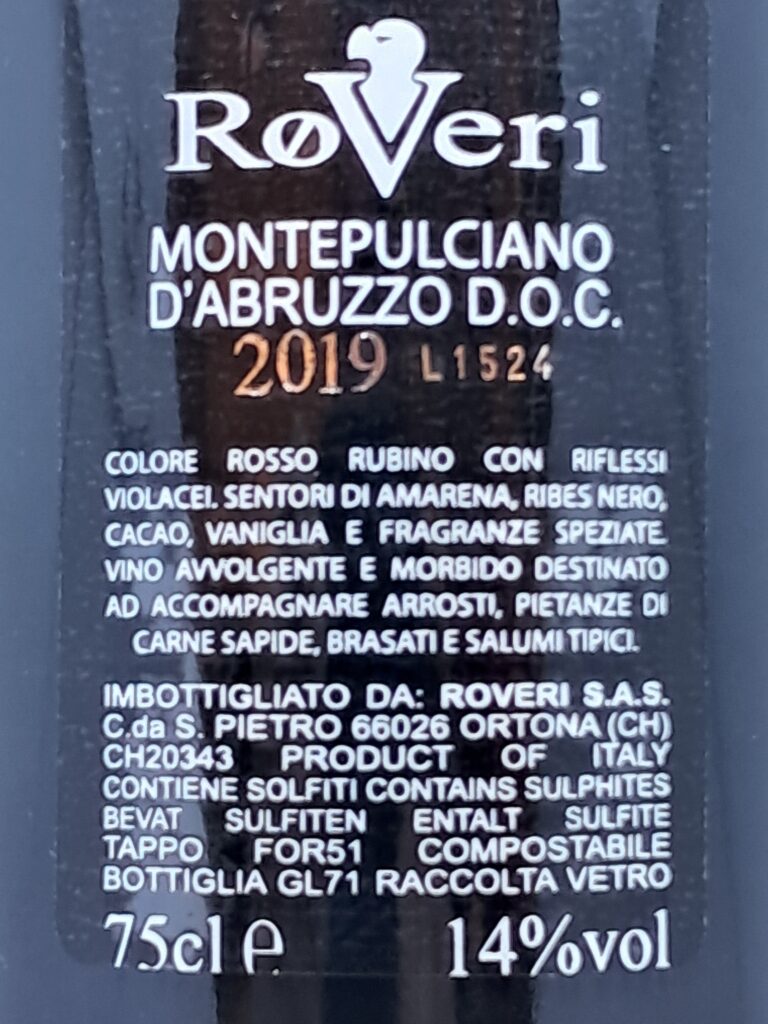 RøVeri
MONTEPULCIANO
D'ABRUZZO D.O.C.
2019 L1524
COLORE ROSSO RUBINO CON RIFLESSI
VIOLACEI. SENTORI DI AMARENA, RIBES NERO,
CACAO, VANIGLIA E FRAGRANZE SPEZIATE.
VINO AVVOLGENTE E MORBIDO DESTINATO
AD ACCOMPAGNARE ARROSTI, PIETANZE DI
CARNE SAPIDE, BRASATI E SALUMI TIPICI.
IMBOTTIGLIATO DA: ROVERI S.A.S.
C.da S. PIETRO 66026 ORTONA (CH)
CH20343 PRODUCT OF ITALY
CONTIENE SOLFITI CONTAINS SULPHITES
BEVAT SULFITEN ENTALT SULFITE
TAPPO FOR51 COMPOSTABILE
BOTTIGLIA GL71 RACCOLTA VETRO
75cl e 14%vol